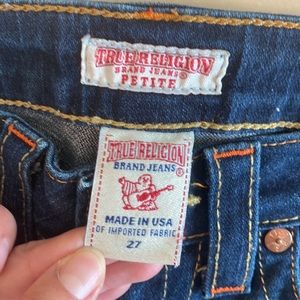 TRUE RELIGION
BRAND JEANS®
PETITE
TRUE RELIGION®
BRAND JEANS
MADE IN USA
OF IMPORTED FABRIC
27